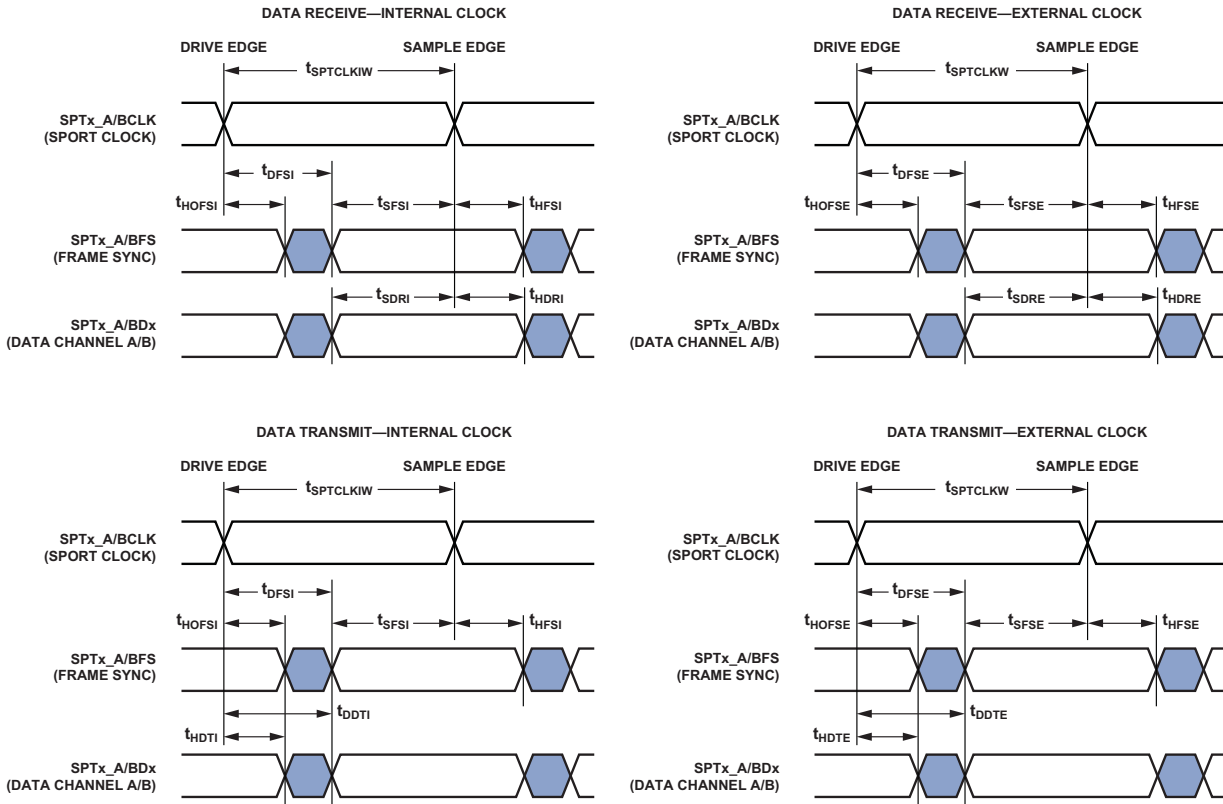 DATA RECEIVE—INTERNAL CLOCK
DRIVE EDGE
SAMPLE EDGE
tSPTCLKIW
SPTx_A/BCLK
(SPORT CLOCK)
tDFSI
tHOFSI
tSFSI
tHFSI
SPTx_A/BFS
(FRAME SYNC)
tSDRI
tHDRI
SPTx_A/BDx
(DATA CHANNEL A/B)
DATA RECEIVE—EXTERNAL CLOCK
DRIVE EDGE
SAMPLE EDGE
tSPTCLKW
SPTx_A/BCLK
(SPORT CLOCK)
tDFSE
tHOFSE
tSFSE
tHFSE
SPTx_A/BFS
(FRAME SYNC)
tSDRE
tHDRE
SPTx_A/BDx
(DATA CHANNEL A/B)
DATA TRANSMIT—INTERNAL CLOCK
DRIVE EDGE
SAMPLE EDGE
tSPTCLKIW
SPTx_A/BCLK
(SPORT CLOCK)
tDFSI
tHOFSI
tSFSI
tHFSI
SPTx_A/BFS
(FRAME SYNC)
tDDTI
tHDTI
SPTx_A/BDx
(DATA CHANNEL A/B)
DATA TRANSMIT—EXTERNAL CLOCK
DRIVE EDGE
SAMPLE EDGE
tSPTCLKW
SPTx_A/BCLK
(SPORT CLOCK)
tDFSE
tHOFSE
tSFSE
tHFSE
SPTx_A/BFS
(FRAME SYNC)
tDDTE
tHDTE
SPTx_A/BDx
(DATA CHANNEL A/B)